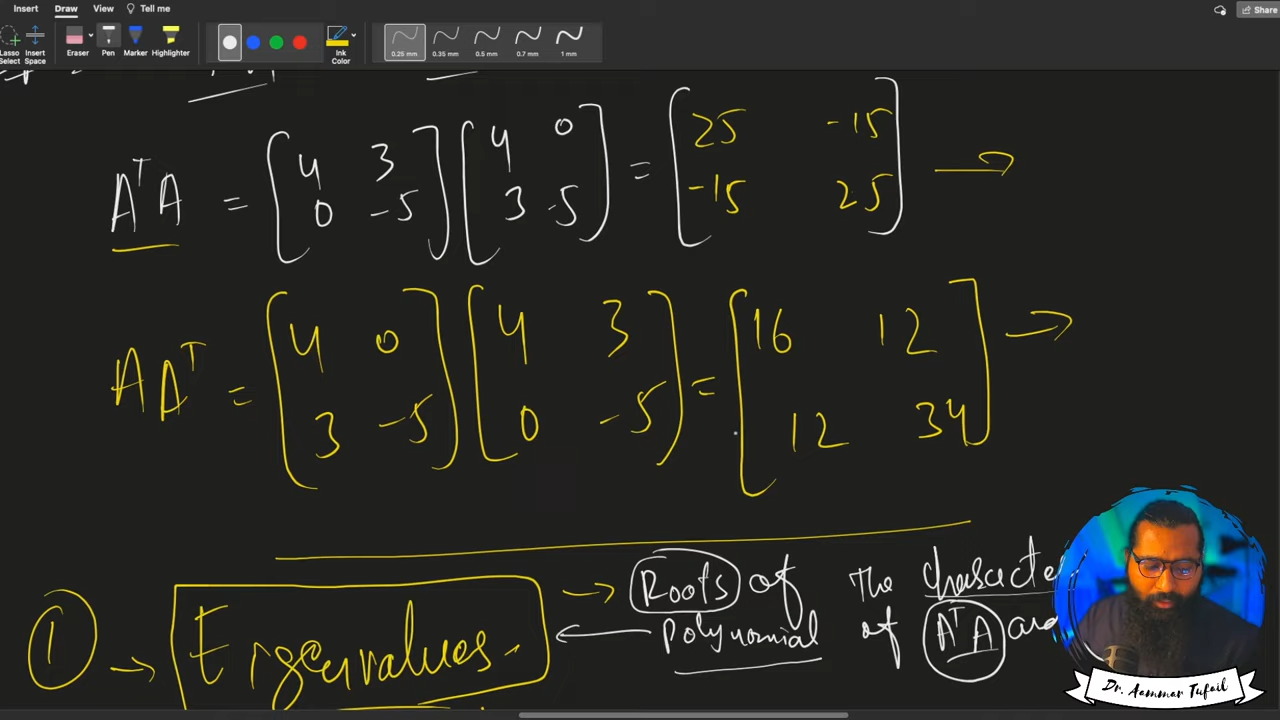 Insert Draw View Tell me
Share
Lasso Select
Insert Space
Eraser
Pen
Marker
Highlighter
Ink Color
0.25 mm
0.35 mm
0.5 mm
0.7 mm
1 mm
AᵀA = [4 3; 0 -5] [4 0; 3 -5] = [25 -15; -15 25] →
AAᵀ = [4 0; 3 -5] [4 3; 0 -5] = [16 12; 12 34] →
① → Eigenvalues. → Roots of the characte
← polynomial of AᵀA and
Dr. Aammar Tufail